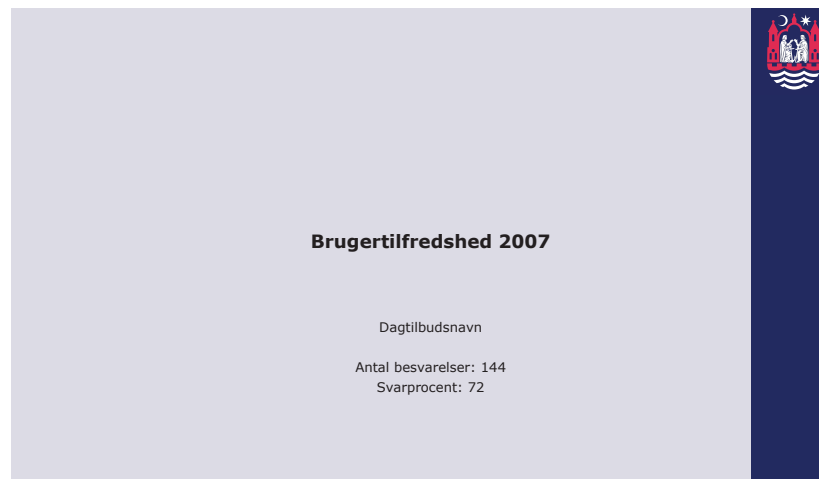 Brugertilfredshed 2007
Dagtilbudsnavn
Antal besvarelser: 144
Svarprocent: 72